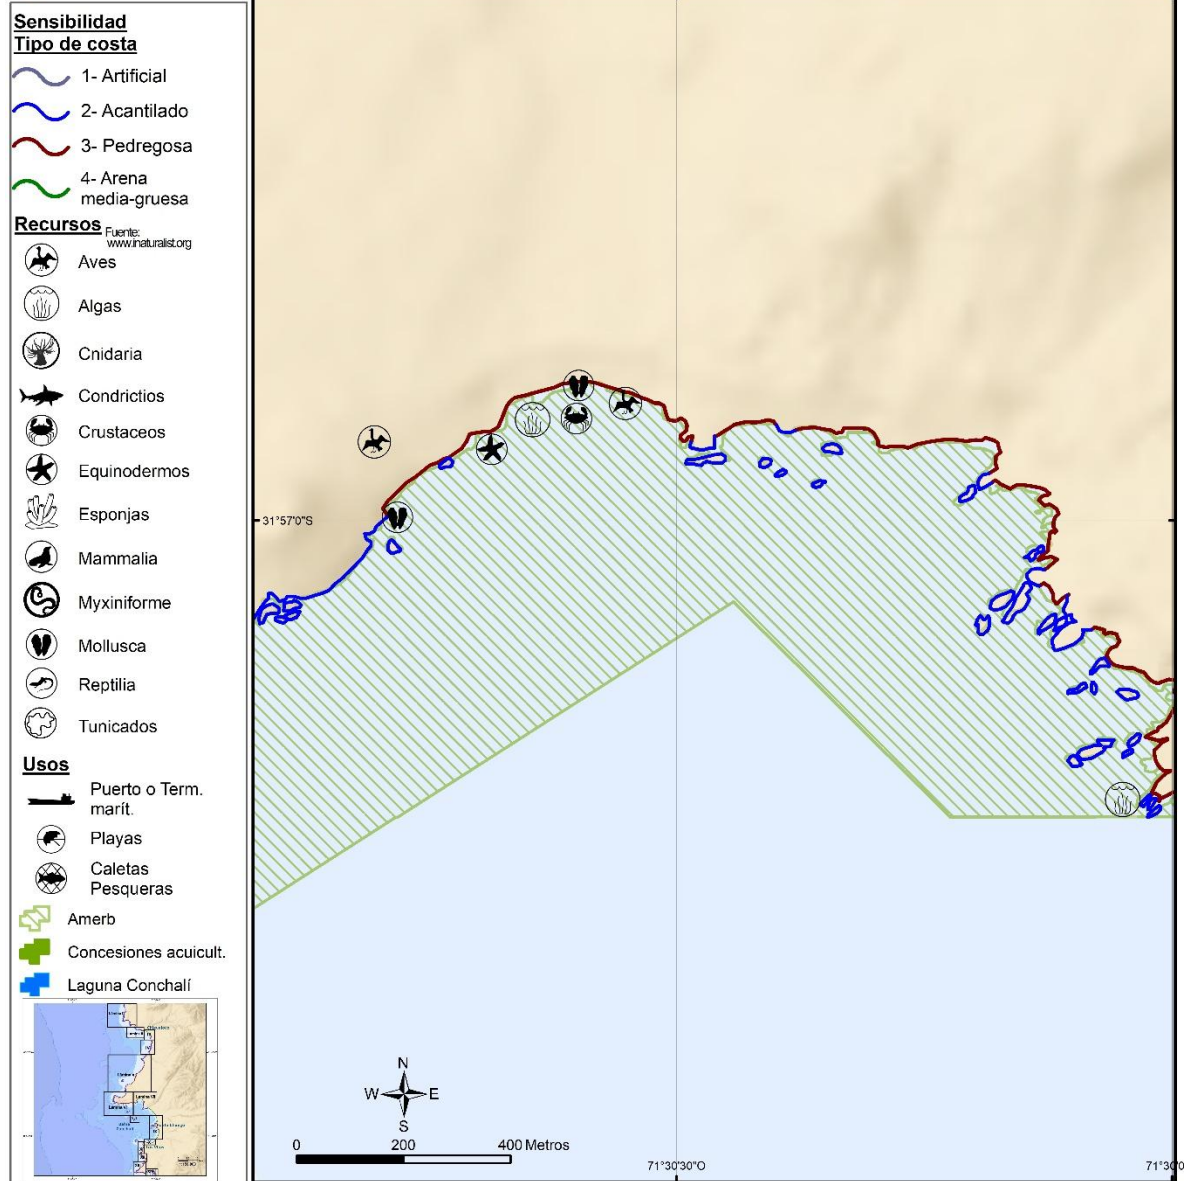 Sensibilidad
Tipo de costa
1- Artificial
2- Acantilado
3- Pedregosa
4- Arena
media-gruesa
Recursos
Fuente:
www.inaturalist.org
Aves
Algas
Cnidaria
Condrictios
Crustaceos
Equinodermos
Esponjas
Mammalia
Myxiniforme
Mollusca
Reptilia
Tunicados
Usos
Puerto o Term.
marít.
Playas
Caletas
Pesqueras
Amerb
Concesiones acuicult.
Laguna Conchalí
31°57'0"S
N
W E
S
0 200 400 Metros
71°30'30"O
71°30'